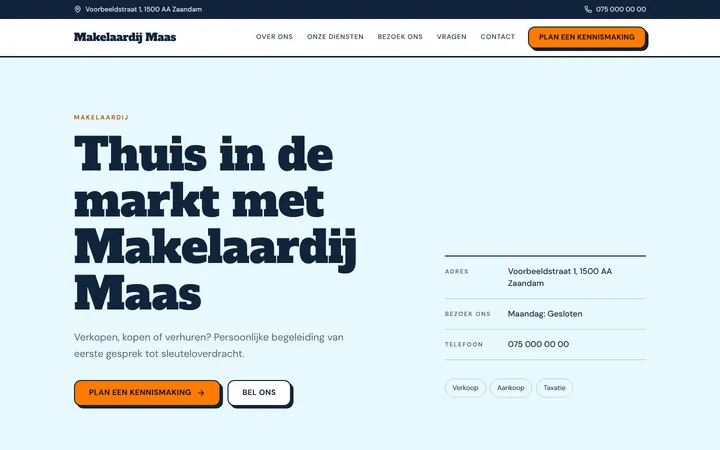 Voorbeeldstraat 1, 1500 AA Zaandam
075 000 00 00
Makelaardij Maas
OVER ONS
ONZE DIENSTEN
BEZOEK ONS
VRAGEN
CONTACT
PLAN EEN KENNISMAKING
MAKELAARDIJ
Thuis in de
markt met
Makelaardij
Maas
Verkopen, kopen of verhuren? Persoonlijke begeleiding van
eerste gesprek tot sleuteloverdracht.
PLAN EEN KENNISMAKING →
BEL ONS
ADRES
Voorbeeldstraat 1, 1500 AA
Zaandam
BEZOEK ONS
Maandag: Gesloten
TELEFOON
075 000 00 00
Verkoop
Aankoop
Taxatie